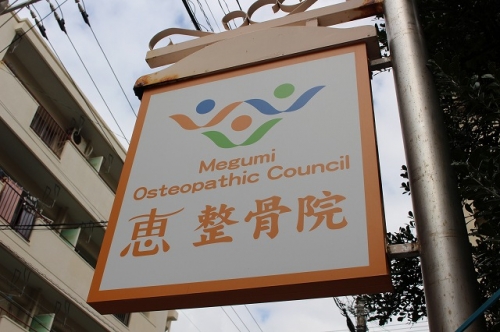 Megumi
Osteopathic Council
恵 整骨院